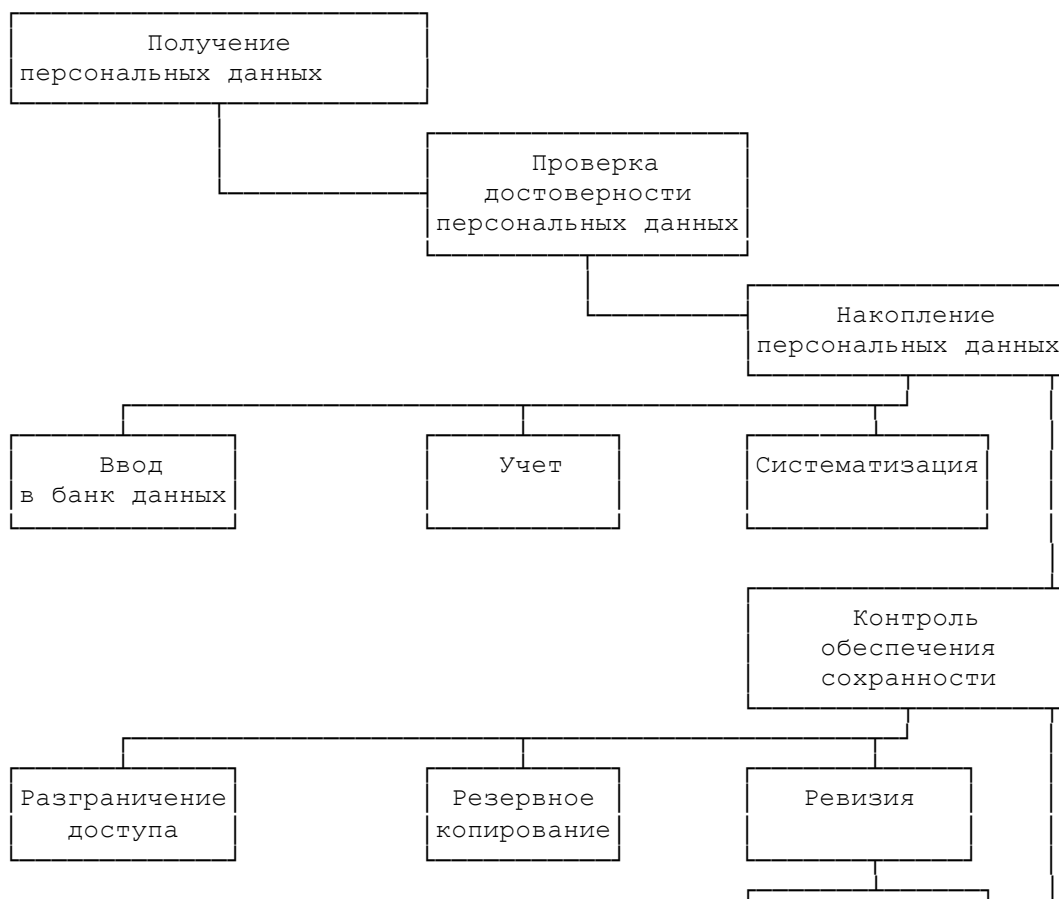 Получение
персональных данных
Проверка
достоверности
персональных данных
Накопление
персональных данных
Ввод
в банк данных
Учет
Систематизация
Контроль
обеспечения
сохранности
Разграничение
доступа
Резервное
копирование
Ревизия